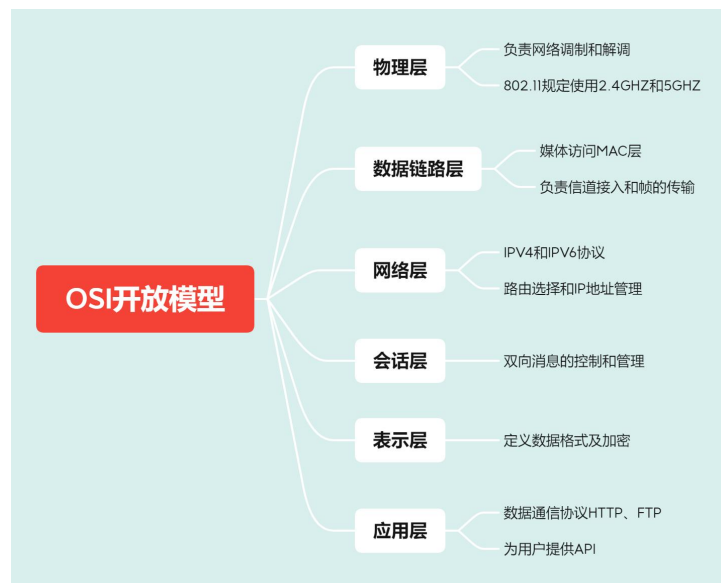 OSI开放模型
物理层
负责网络调制和解调
802.11规定使用2.4GHZ和5GHZ
数据链路层
媒体访问MAC层
负责信道接入和帧的传输
网络层
IPV4和IPV6协议
路由选择和IP地址管理
会话层
双向消息的控制和管理
表示层
定义数据格式及加密
应用层
数据通信协议HTTP、FTP
为用户提供API